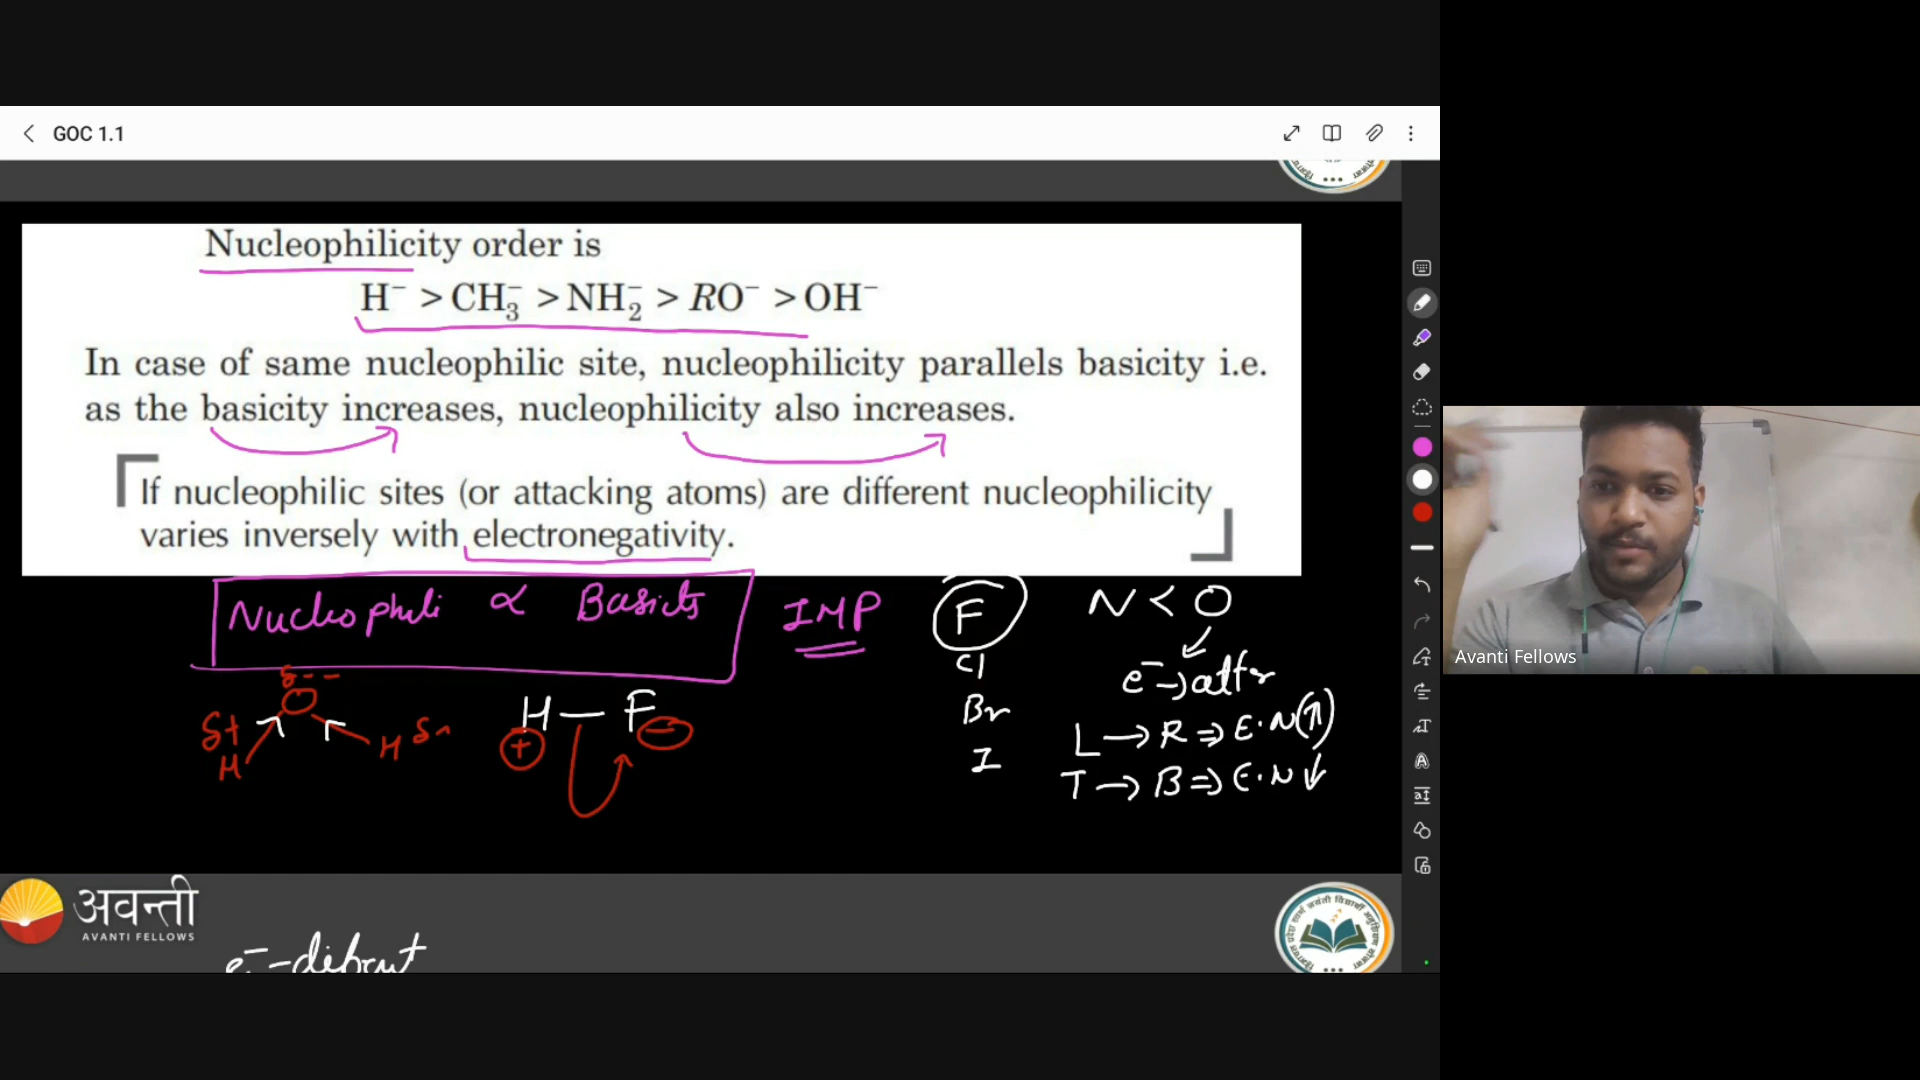 GOC 1.1
Nucleophilicity order is
H⁻ > CH₃⁻ > NH₂⁻ > RO⁻ > OH⁻
In case of same nucleophilic site, nucleophilicity parallels basicity i.e.
as the basicity increases, nucleophilicity also increases.
If nucleophilic sites (or attacking atoms) are different nucleophilicity
varies inversely with electronegativity.
Nucleophili ∝ IMP
F
Cl
Br
I
N < O
e⁻ →
L → R ⇒ E.N(↑)
T → B ⇒ E.N ↓
δ - -
O
δ+
H
H
H — F
+ −
Avanti Fellows
अवन्ती
AVANTI FELLOWS